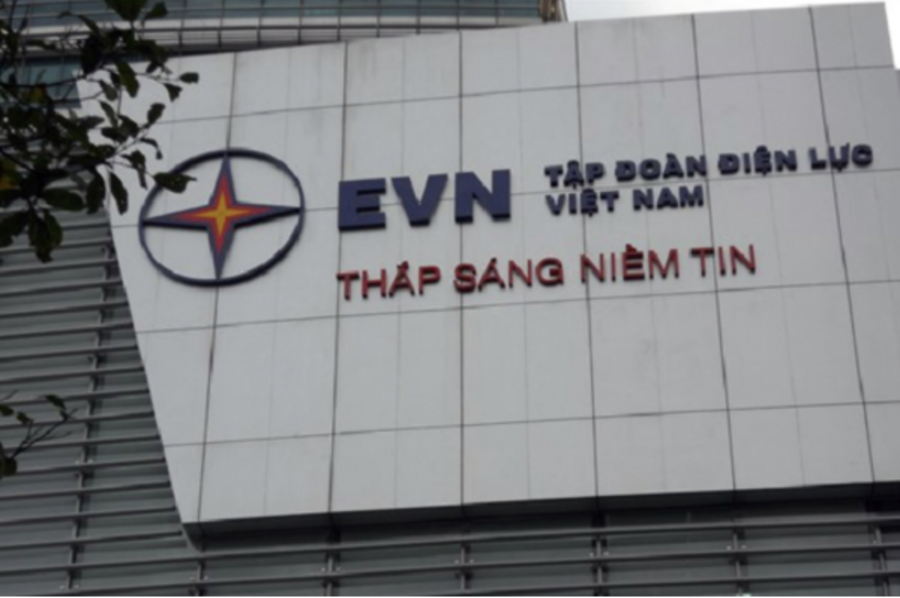 EVN
TẬP ĐOÀN ĐIỆN LỰC
VIỆT NAM
THẮP SÁNG NIỀM TIN